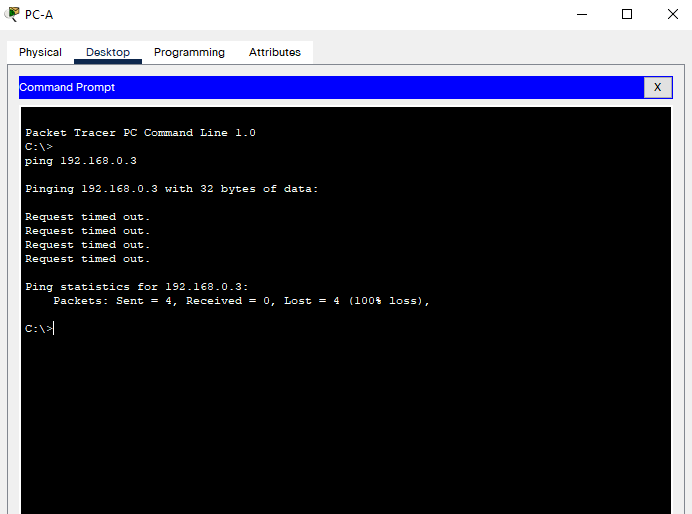 PC-A
Physical Desktop Programming Attributes
Command Prompt X
Packet Tracer PC Command Line 1.0
C:\>
ping 192.168.0.3
Pinging 192.168.0.3 with 32 bytes of data:
Request timed out.
Request timed out.
Request timed out.
Request timed out.
Ping statistics for 192.168.0.3:
Packets: Sent = 4, Received = 0, Lost = 4 (100% loss),
C:\>